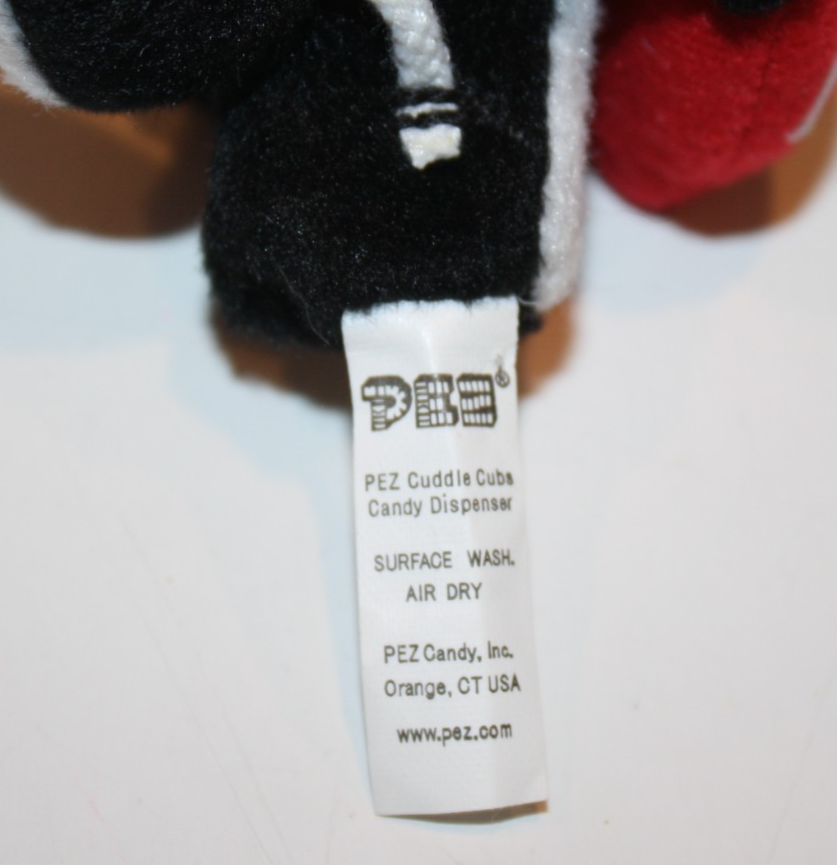 PEZ®
PEZ Cuddle Cubs
Candy Dispenser
SURFACE WASH.
AIR DRY
PEZ Candy, Inc.
Orange, CT USA
www.pez.com